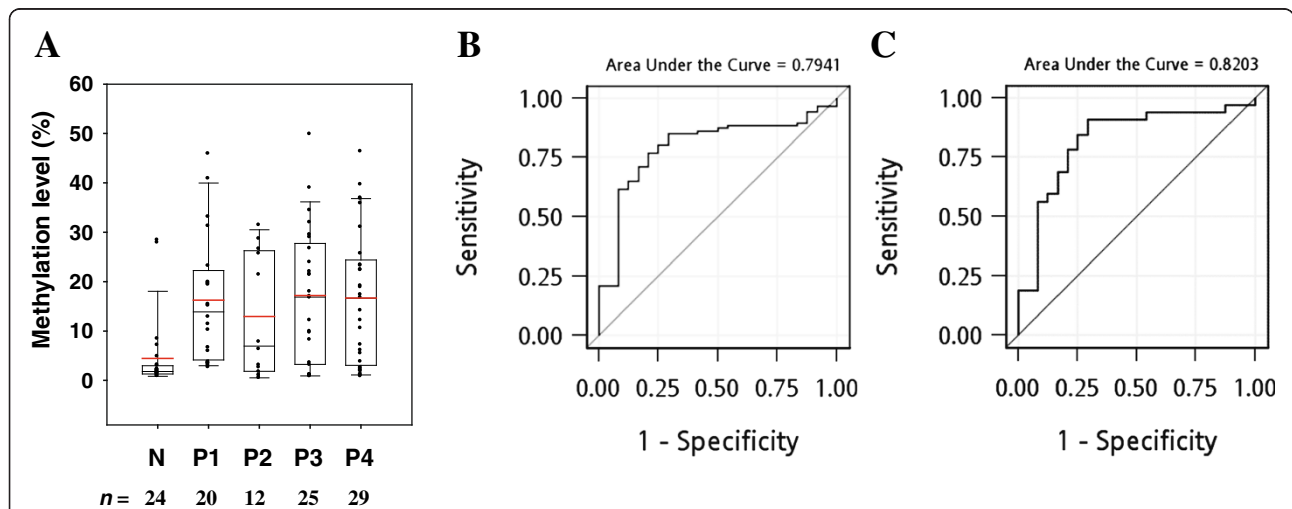 A
Methylation level (%)
60
50
40
30
20
10
0
N P1 P2 P3 P4
n = 24 20 12 25 29
B
Area Under the Curve = 0.7941
Sensitivity
1.00
0.75
0.50
0.25
0.00
0.00 0.25 0.50 0.75 1.00
1 - Specificity
C
Area Under the Curve = 0.8203
Sensitivity
1.00
0.75
0.50
0.25
0.00
0.00 0.25 0.50 0.75 1.00
1 - Specificity